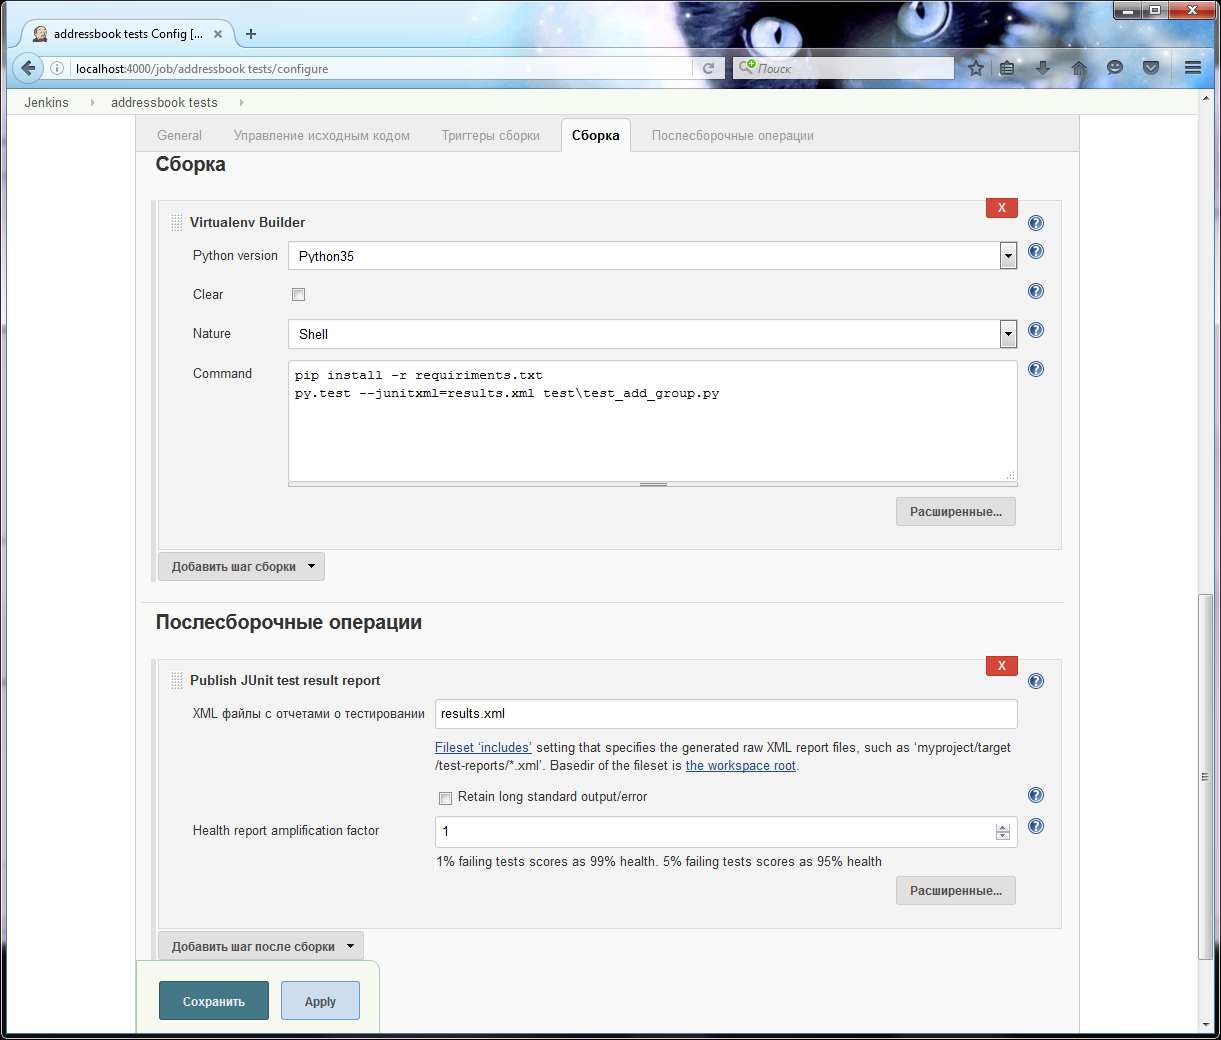 addressbook tests Config [...
localhost:4000/job/addressbook tests/configure
Поиск
Jenkins
addressbook tests
General
Управление исходным кодом
Триггеры сборки
Сборка
Послесборочные операции
Сборка
X
Virtualenv Builder
Python version
Python35
Clear
Nature
Shell
Command
pip install -r requiriments.txt
py.test --junitxml=results.xml test\test_add_group.py
Расширенные...
Добавить шаг сборки
Послесборочные операции
X
Publish JUnit test result report
XML файлы с отчетами о тестировании
results.xml
Fileset ‘includes’ setting that specifies the generated raw XML report files, such as ‘myproject/target
/test-reports/*.xml’. Basedir of the fileset is the workspace root.
Retain long standard output/error
Health report amplification factor
1
1% failing tests scores as 99% health. 5% failing tests scores as 95% health
Расширенные...
Добавить шаг после сборки
Сохранить
Apply